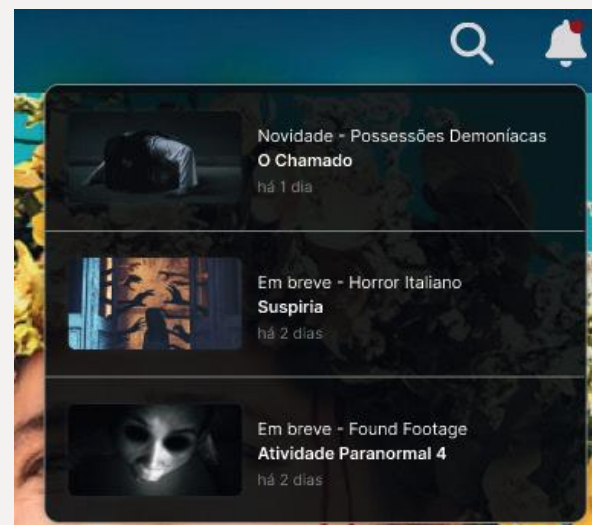 Novidade - Possessões Demoníacas
O Chamado
há 1 dia
Em breve - Horror Italiano
Suspiria
há 2 dias
Em breve - Found Footage
Atividade Paranormal 4
há 2 dias